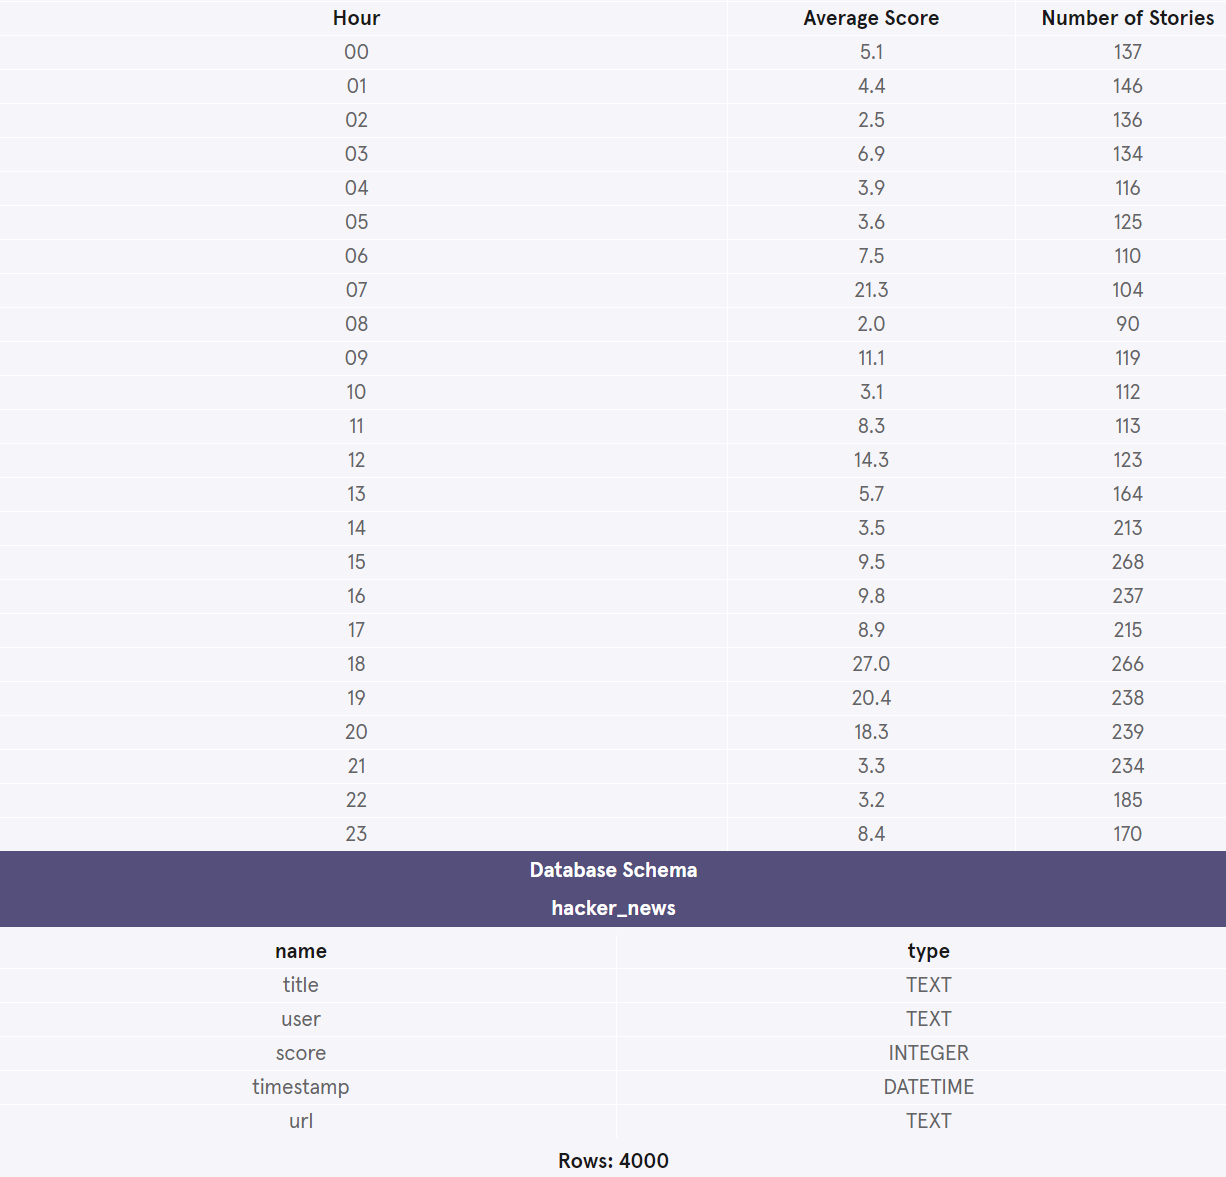 Hour Average Score Number of Stories
00 5.1 137
01 4.4 146
02 2.5 136
03 6.9 134
04 3.9 116
05 3.6 125
06 7.5 110
07 21.3 104
08 2.0 90
09 11.1 119
10 3.1 112
11 8.3 113
12 14.3 123
13 5.7 164
14 3.5 213
15 9.5 268
16 9.8 237
17 8.9 215
18 27.0 266
19 20.4 238
20 18.3 239
21 3.3 234
22 3.2 185
23 8.4 170
Database Schema
hacker_news
name type
title TEXT
user TEXT
score INTEGER
timestamp DATETIME
url TEXT
Rows: 4000